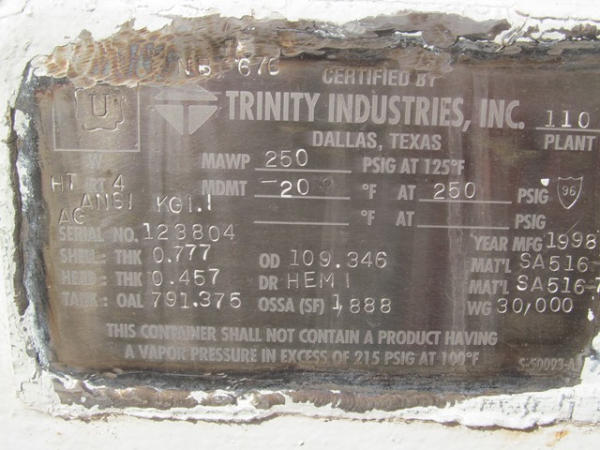 CERTIFIED BY
U
TRINITY INDUSTRIES, INC. 110
DALLAS, TEXAS PLANT
W
MAWP 250 PSIG AT 125°F
HT RT 4 MDMT -20 °F AT 250 PSIG 96
ANSI K61.1 °F AT PSIG
AG
SERIAL NO. 123804 YEAR MFG 1998
SHELL: THK 0.777 OD 109.346 MAT'L SA516-
HEAD: THK 0.457 DR HEMI MAT'L SA516-7
TANK: OAL 791.375 OSSA (SF) 1,888 WG 30,000
THIS CONTAINER SHALL NOT CONTAIN A PRODUCT HAVING
A VAPOR PRESSURE IN EXCESS OF 215 PSIG AT 100°F